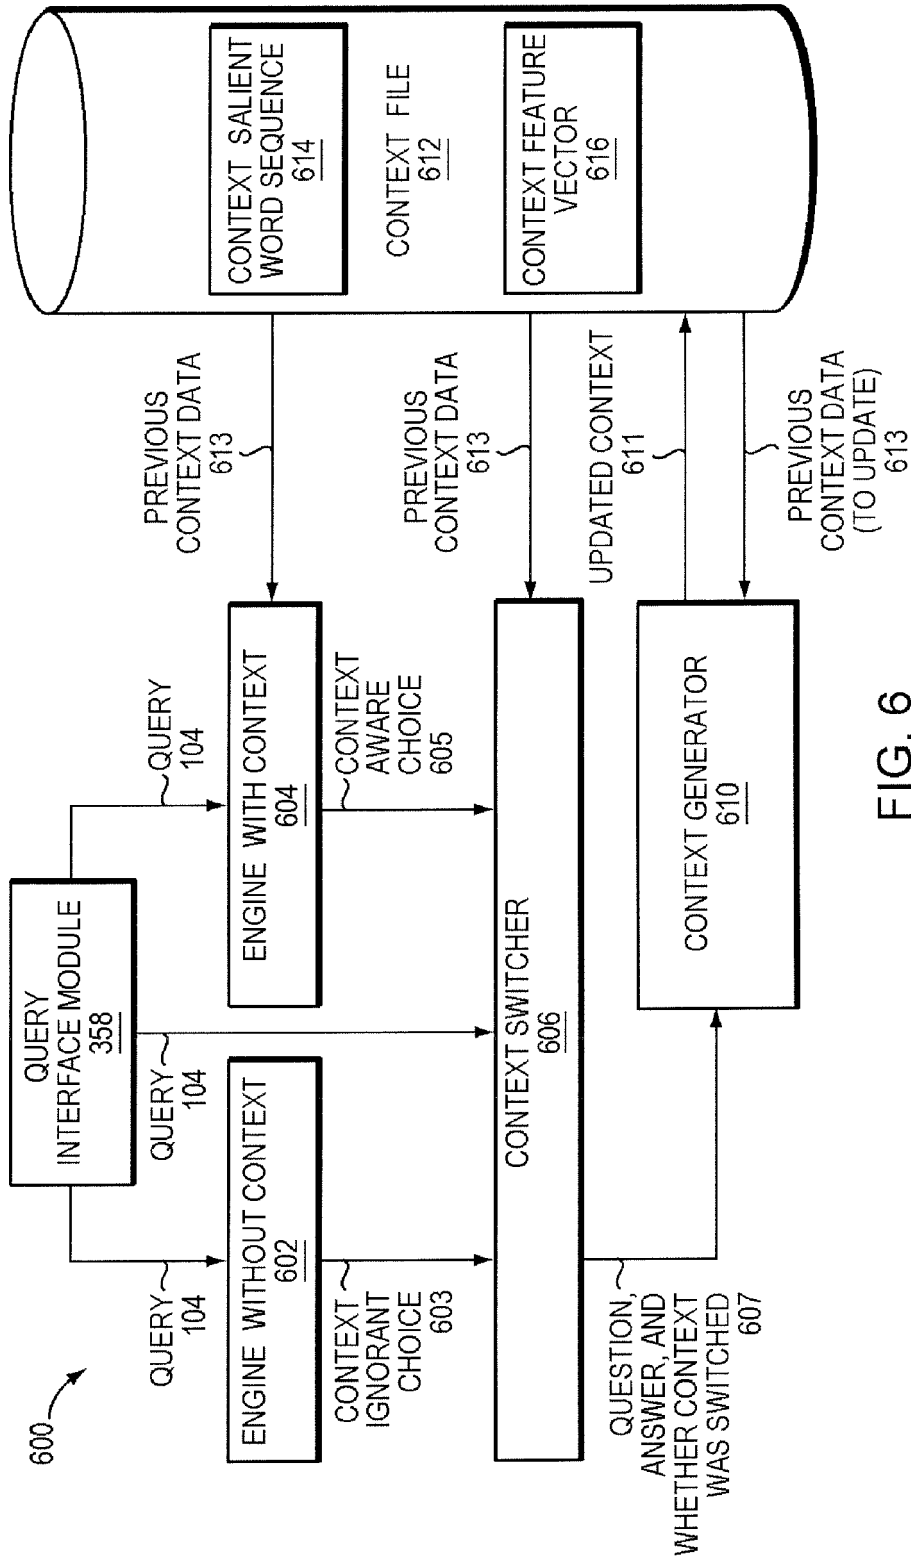 600
QUERY
INTERFACE MODULE
358
QUERY
104
QUERY
104
QUERY
104
ENGINE WITHOUT CONTEXT
602
ENGINE WITH CONTEXT
604
PREVIOUS
CONTEXT DATA
613
CONTEXT SALIENT
WORD SEQUENCE
614
CONTEXT FILE
612
CONTEXT
IGNORANT
CHOICE
603
CONTEXT
AWARE
CHOICE
605
CONTEXT SWITCHER
606
PREVIOUS
CONTEXT DATA
613
CONTEXT FEATURE
VECTOR
616
QUESTION,
ANSWER, AND
WHETHER CONTEXT
WAS SWITCHED
607
CONTEXT GENERATOR
610
UPDATED CONTEXT
611
PREVIOUS
CONTEXT DATA
(TO UPDATE)
613
FIG. 6